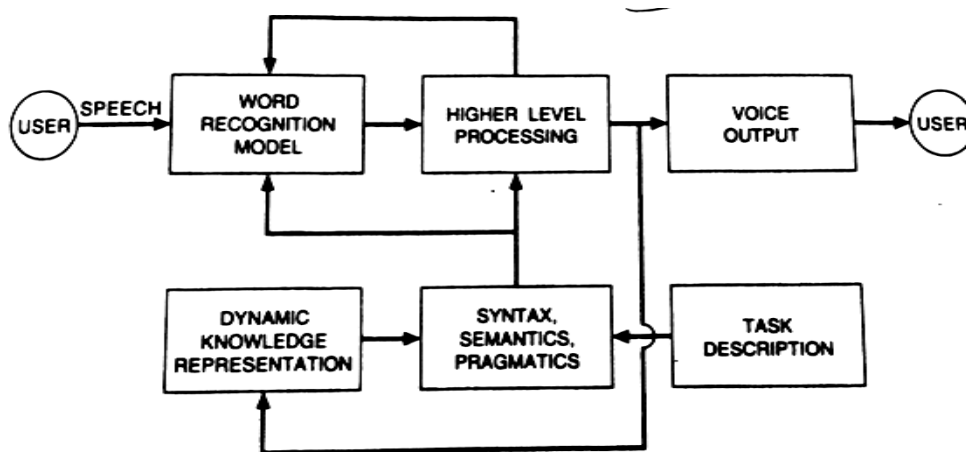 USER
SPEECH
WORD
RECOGNITION
MODEL
HIGHER LEVEL
PROCESSING
VOICE
OUTPUT
USER
DYNAMIC
KNOWLEDGE
REPRESENTATION
SYNTAX,
SEMANTICS,
PRAGMATICS
TASK
DESCRIPTION